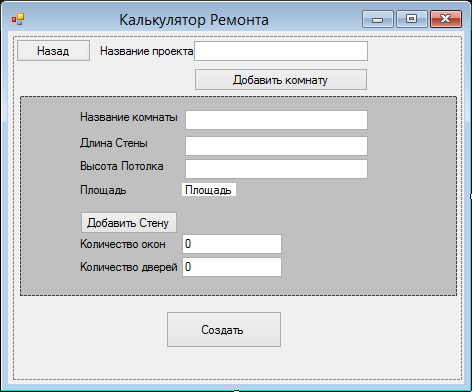 Калькулятор Ремонта
Назад Название проекта
Добавить комнату
Название комнаты
Длина Стены
Высота Потолка
Площадь Площадь
Добавить Стену
Количество окон 0
Количество дверей 0
Создать